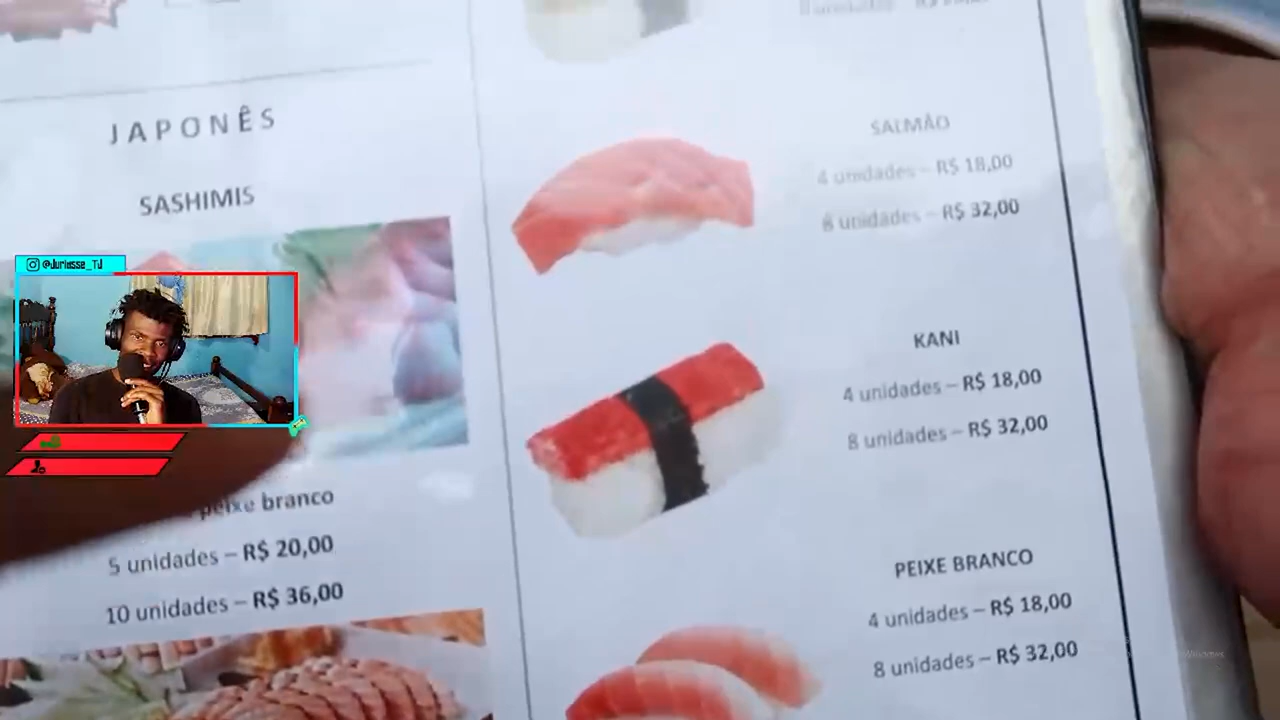 JAPONÊS
SASHIMIS
@Juriesse_TJ
peixe branco
5 unidades – R$ 20,00
10 unidades – R$ 36,00
SALMÃO
4 unidades – R$ 18,00
8 unidades – R$ 32,00
KANI
4 unidades – R$ 18,00
8 unidades – R$ 32,00
PEIXE BRANCO
4 unidades – R$ 18,00
8 unidades – R$ 32,00